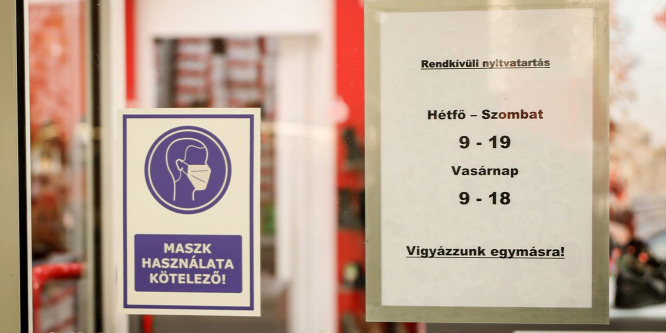 MASZK
HASZNÁLATA
KÖTELEZŐ!
Rendkívüli nyitvatartás
Hétfő – Szombat
9 - 19
Vasárnap
9 - 18
Vigyázzunk egymásra!